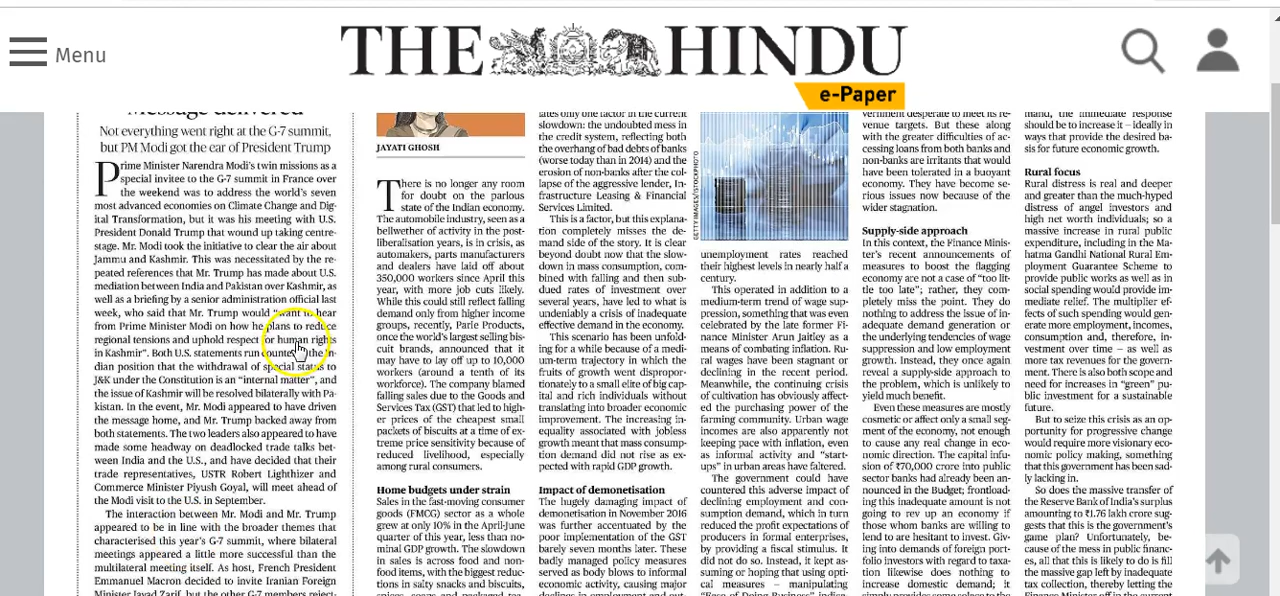 Menu
THE HINDU
e-Paper
Message delivered
Not everything went right at the G-7 summit,
but PM Modi got the ear of President Trump
Prime Minister Narendra Modi's twin missions as a
special invitee to the G-7 summit in France over
the weekend was to address the world's seven
most advanced economies on Climate Change and Dig-
ital Transformation, but it was his meeting with U.S.
President Donald Trump that wound up taking centre-
stage. Mr. Modi took the initiative to clear the air about
Jammu and Kashmir. This was necessitated by the re-
peated references that Mr. Trump has made about U.S.
mediation between India and Pakistan over Kashmir, as
well as a briefing by a senior administration official last
week, who said that Mr. Trump would "want to hear
from Prime Minister Modi on how he plans to reduce
regional tensions and uphold respect for human rights
in Kashmir". Both U.S. statements run counter to the In-
dian position that the withdrawal of special status to
J&K under the Constitution is an "internal matter", and
the issue of Kashmir will be resolved bilaterally with Pa-
kistan. In the event, Mr. Modi appeared to have driven
the message home, and Mr. Trump backed away from
both statements. The two leaders also appeared to have
made some headway on deadlocked trade talks bet-
ween India and the U.S., and have decided that their
trade representatives, USTR Robert Lighthizer and
Commerce Minister Piyush Goyal, will meet ahead of
the Modi visit to the U.S. in September.
The interaction between Mr. Modi and Mr. Trump
appeared to be in line with the broader themes that
characterised this year's G-7 summit, where bilateral
meetings appeared a little more successful than the
multilateral meeting itself. As host, French President
Emmanuel Macron decided to invite Iranian Foreign
Minister Javad Zarif, but the other G-7 members reject-
JAYATI GHOSH
There is no longer any room
for doubt on the parlous
state of the Indian economy.
The automobile industry, seen as a
bellwether of activity in the post-
liberalisation years, is in crisis, as
automakers, parts manufacturers
and dealers have laid off about
350,000 workers since April this
year, with more job cuts likely.
While this could still reflect falling
demand only from higher income
groups, recently, Parle Products,
once the world's largest selling bis-
cuit brands, announced that it
may have to lay off up to 10,000
workers (around a tenth of its
workforce). The company blamed
falling sales due to the Goods and
Services Tax (GST) that led to high-
er prices of the cheapest small
packets of biscuits at a time of ex-
treme price sensitivity because of
reduced livelihood, especially
among rural consumers.
Home budgets under strain
Sales in the fast-moving consumer
goods (FMCG) sector as a whole
grew at only 10% in the April-June
quarter of this year, less than no-
minal GDP growth. The slowdown
in sales is across food and non-
food items, with the biggest reduc-
tions in salty snacks and biscuits,
spices, soaps and packaged tea,
lates only one factor in the current
slowdown: the undoubted mess in
the credit system, reflecting both
the overhang of bad debts of banks
(worse today than in 2014) and the
erosion of non-banks after the col-
lapse of the aggressive lender, In-
frastructure Leasing & Financial
Services Limited.
This is a factor, but this explana-
tion completely misses the de-
mand side of the story. It is clear
beyond doubt now that the slow-
down in mass consumption, com-
bined with falling and then sub-
dued rates of investment over
several years, have led to what is
undeniably a crisis of inadequate
effective demand in the economy.
This scenario has been unfold-
ing for a while because of a med-
ium-term trajectory in which the
fruits of growth went dispropor-
tionately to a small elite of big cap-
ital and rich individuals without
translating into broader economic
improvement. The increasing in-
equality associated with jobless
growth meant that mass consump-
tion demand did not rise as ex-
pected with rapid GDP growth.
Impact of demonetisation
The hugely damaging impact of
demonetisation in November 2016
was further accentuated by the
poor implementation of the GST
barely seven months later. These
badly managed policy measures
served as body blows to informal
economic activity, causing major
declines in employment and out-
GETTY IMAGES/ISTOCKPHOTO
unemployment rates reached
their highest levels in nearly half a
century.
This operated in addition to a
medium-term trend of wage sup-
pression, something that was even
celebrated by the late former Fi-
nance Minister Arun Jaitley as a
means of combating inflation. Ru-
ral wages have been stagnant or
declining in the recent period.
Meanwhile, the continuing crisis
of cultivation has obviously affect-
ed the purchasing power of the
farming community. Urban wage
incomes are also apparently not
keeping pace with inflation, even
as informal activity and "start-
ups" in urban areas have faltered.
The government could have
countered this adverse impact of
declining employment and con-
sumption demand, which in turn
reduced the profit expectations of
producers in formal enterprises,
by providing a fiscal stimulus. It
did not do so. Instead, it kept as-
suming or hoping that using opti-
cal measures – manipulating
"Ease of Doing Business" indica-
vernment desperate to meet its re-
venue targets. But these along
with the greater difficulties of ac-
cessing loans from both banks and
non-banks are irritants that would
have been tolerated in a buoyant
economy. They have become se-
rious issues now because of the
wider stagnation.
Supply-side approach
In this context, the Finance Minis-
ter's recent announcements of
measures to boost the flagging
economy are not a case of "too lit-
tle too late"; rather, they com-
pletely miss the point. They do
nothing to address the issue of
inadequate demand generation or
the underlying tendencies of wage
suppression and low employment
growth. Instead, they once again
reveal a supply-side approach to
the problem, which is unlikely to
yield much benefit.
Even these measures are mostly
cosmetic or affect only a small seg-
ment of the economy, not enough
to cause any real change in eco-
nomic direction. The capital infu-
sion of ₹70,000 crore into public
sector banks had already been an-
nounced in the Budget; frontload-
ing this inadequate amount is not
going to rev up an economy if
those whom banks are willing to
lend to are hesitant to invest. Giv-
ing into demands of foreign port-
folio investors with regard to taxa-
tion likewise does nothing to
increase domestic demand; it
simply provides some solace to the
mand, the immediate response
should be to increase it – ideally in
ways that provide the desired ba-
sis for future economic growth.
Rural focus
Rural distress is real and deeper
and greater than the much-hyped
distress of angel investors and
high net worth individuals; so a
massive increase in rural public
expenditure, including in the Ma-
hatma Gandhi National Rural Em-
ployment Guarantee Scheme to
provide public works as well as in
social spending would provide im-
mediate relief. The multiplier ef-
fects of such spending would gen-
erate more employment, incomes,
consumption and, therefore, in-
vestment over time – as well as
more tax revenues for the govern-
ment. There is also both scope and
need for increases in "green" pu-
blic investment for a sustainable
future.
But to seize this crisis as an op-
portunity for progressive change
would require more visionary eco-
nomic policy making, something
that this government has been sad-
ly lacking in.
So does the massive transfer of
the Reserve Bank of India's surplus
amounting to ₹1.76 lakh crore sug-
gests that this is the government's
game plan? Unfortunately, be-
cause of the mess in public financ-
es, all that this is likely to do is fill
the massive gap left by inadequate
tax collection, thereby letting the
Finance Minister off in the current